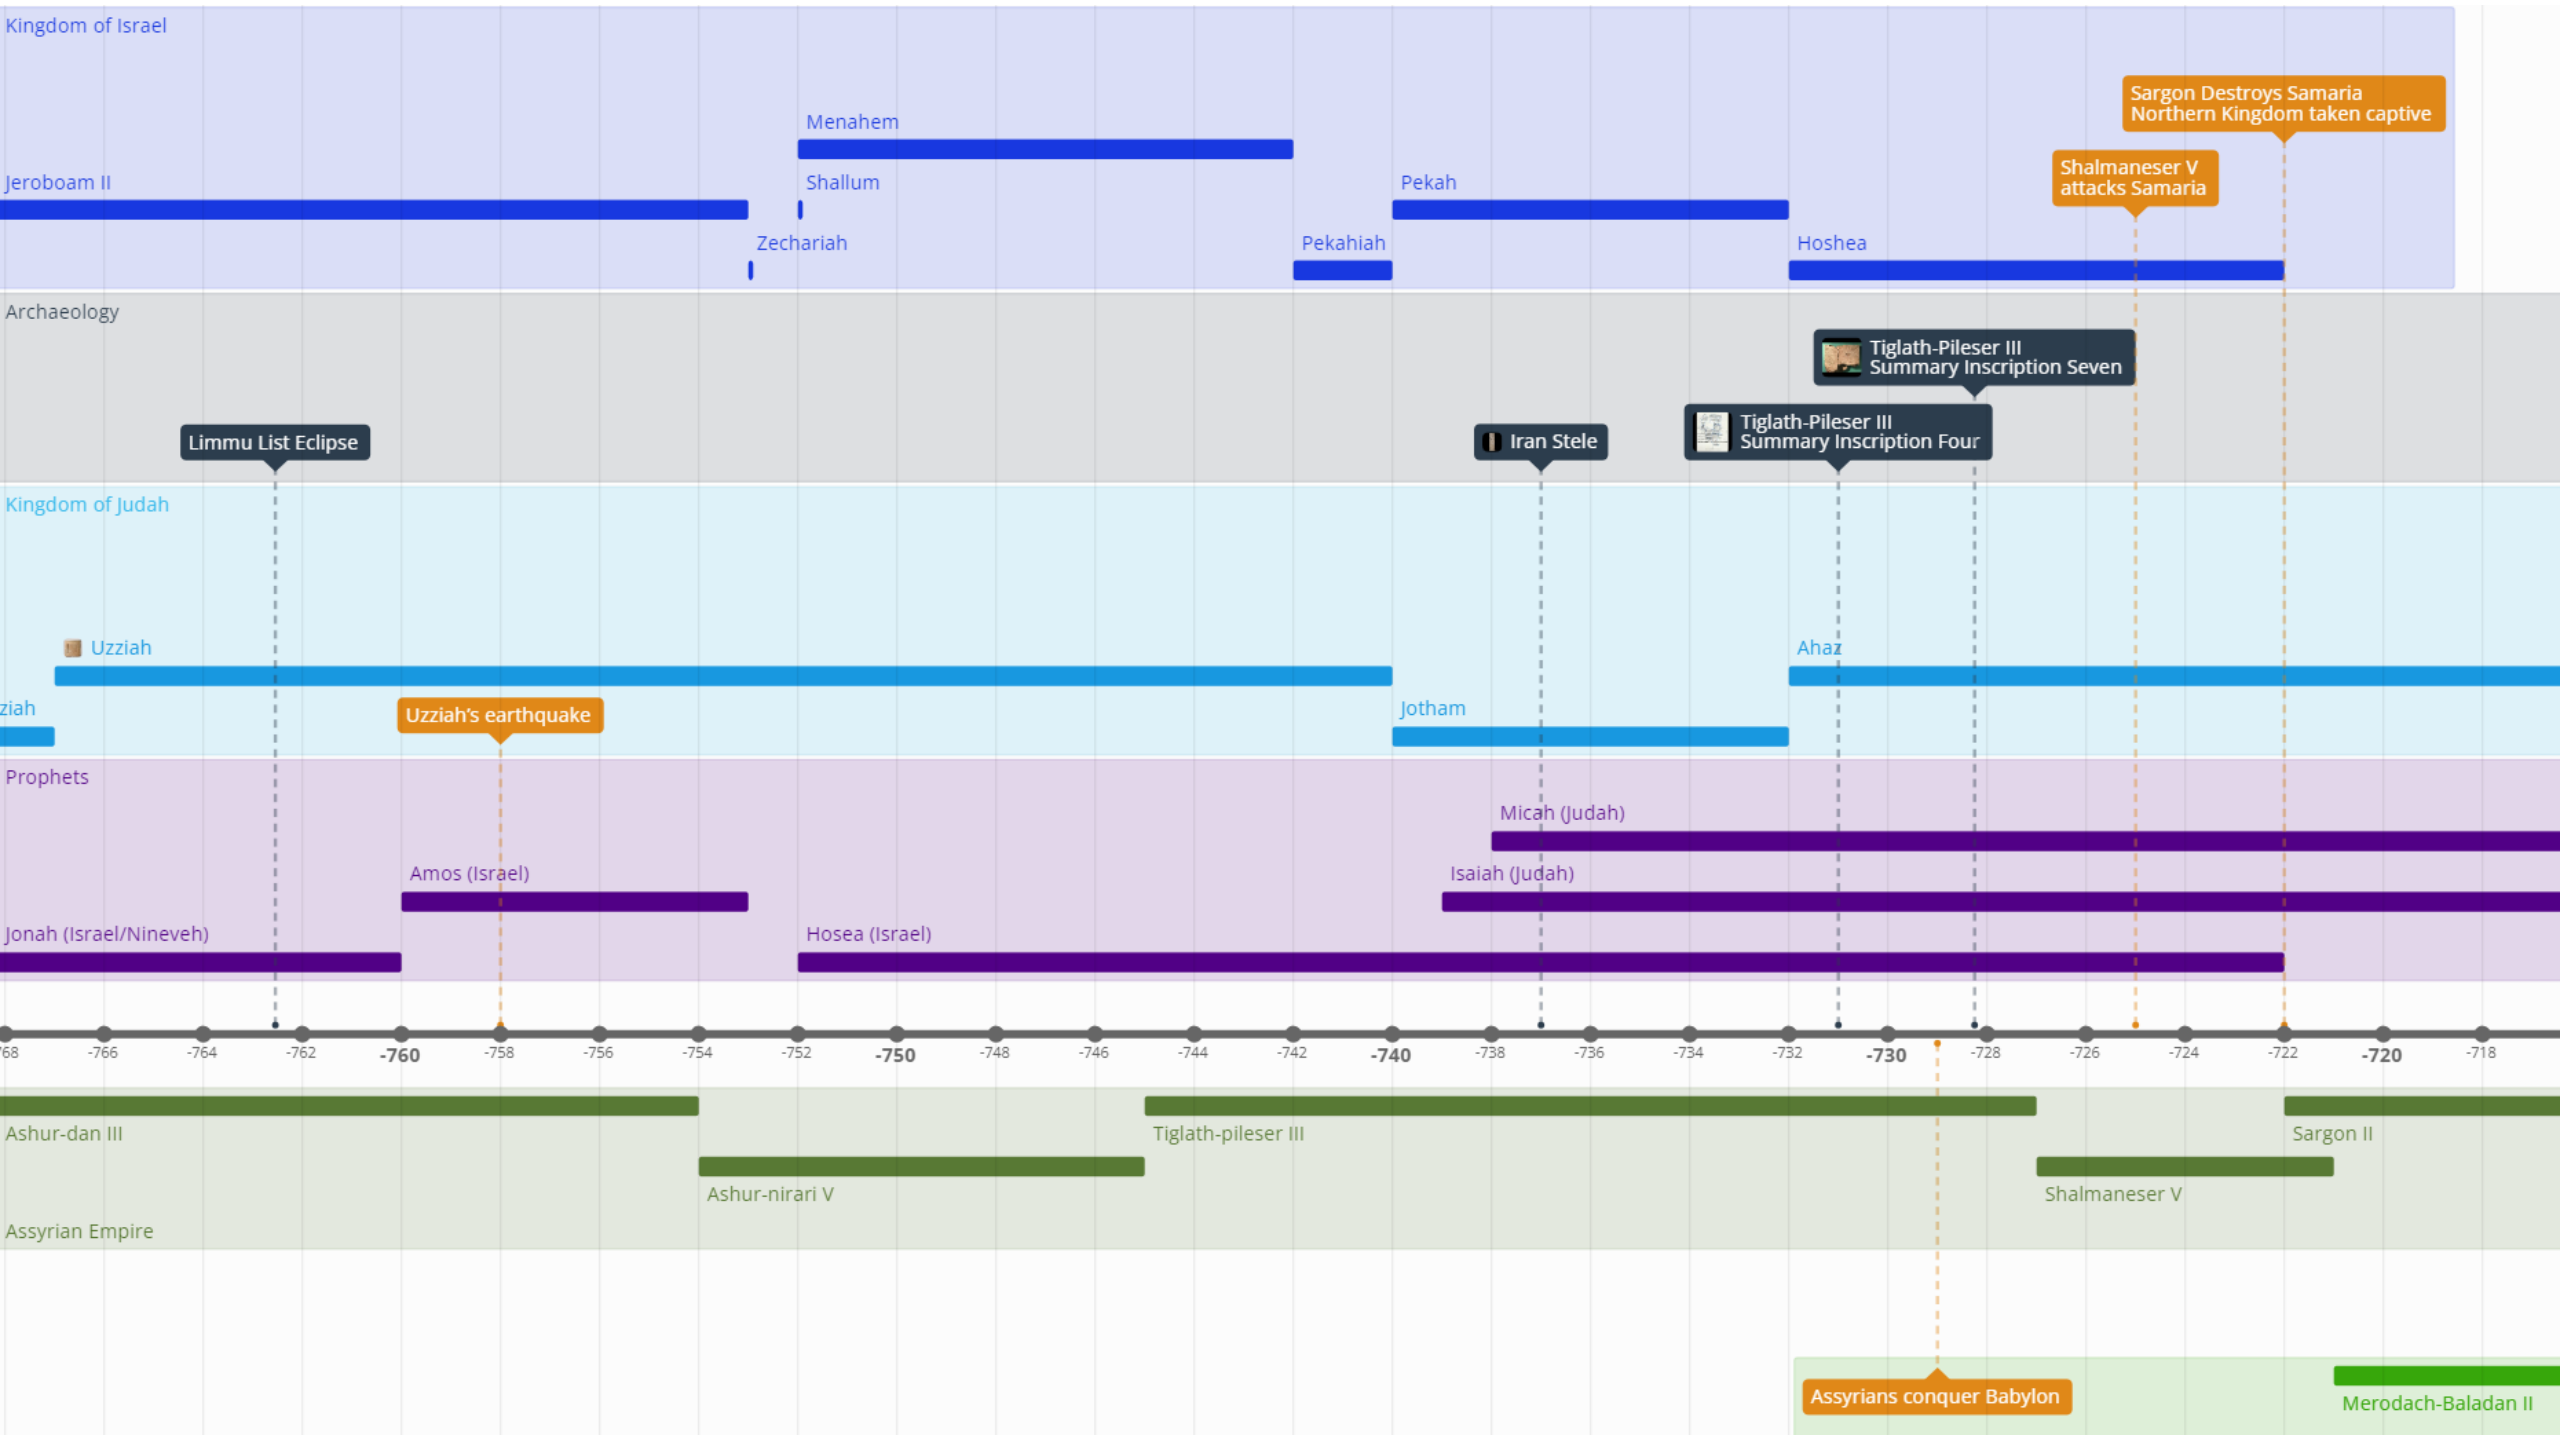 Kingdom of Israel
Sargon Destroys Samaria
Northern Kingdom taken captive
Menahem
Shalmaneser V
attacks Samaria
Jeroboam II
Shallum
Pekah
Zechariah
Pekahiah
Hoshea
Archaeology
Tiglath-Pileser III
Summary Inscription Seven
Tiglath-Pileser III
Summary Inscription Four
Limmu List Eclipse
Iran Stele
Kingdom of Judah
Uzziah
Ahaz
ziah
Uzziah's earthquake
Jotham
Prophets
Micah (Judah)
Amos (Israel)
Isaiah (Judah)
Jonah (Israel/Nineveh)
Hosea (Israel)
68 -766 -764 -762 -760 -758 -756 -754 -752 -750 -748 -746 -744 -742 -740 -738 -736 -734 -732 -730 -728 -726 -724 -722 -720 -718
Ashur-dan III
Tiglath-pileser III
Sargon II
Ashur-nirari V
Shalmaneser V
Assyrian Empire
Assyrians conquer Babylon
Merodach-Baladan II